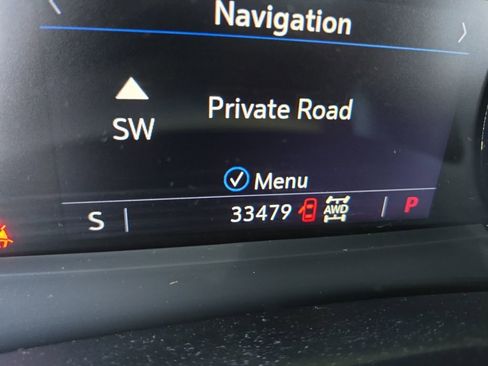 Navigation
Private Road
SW
Menu
S 33479 AWD P